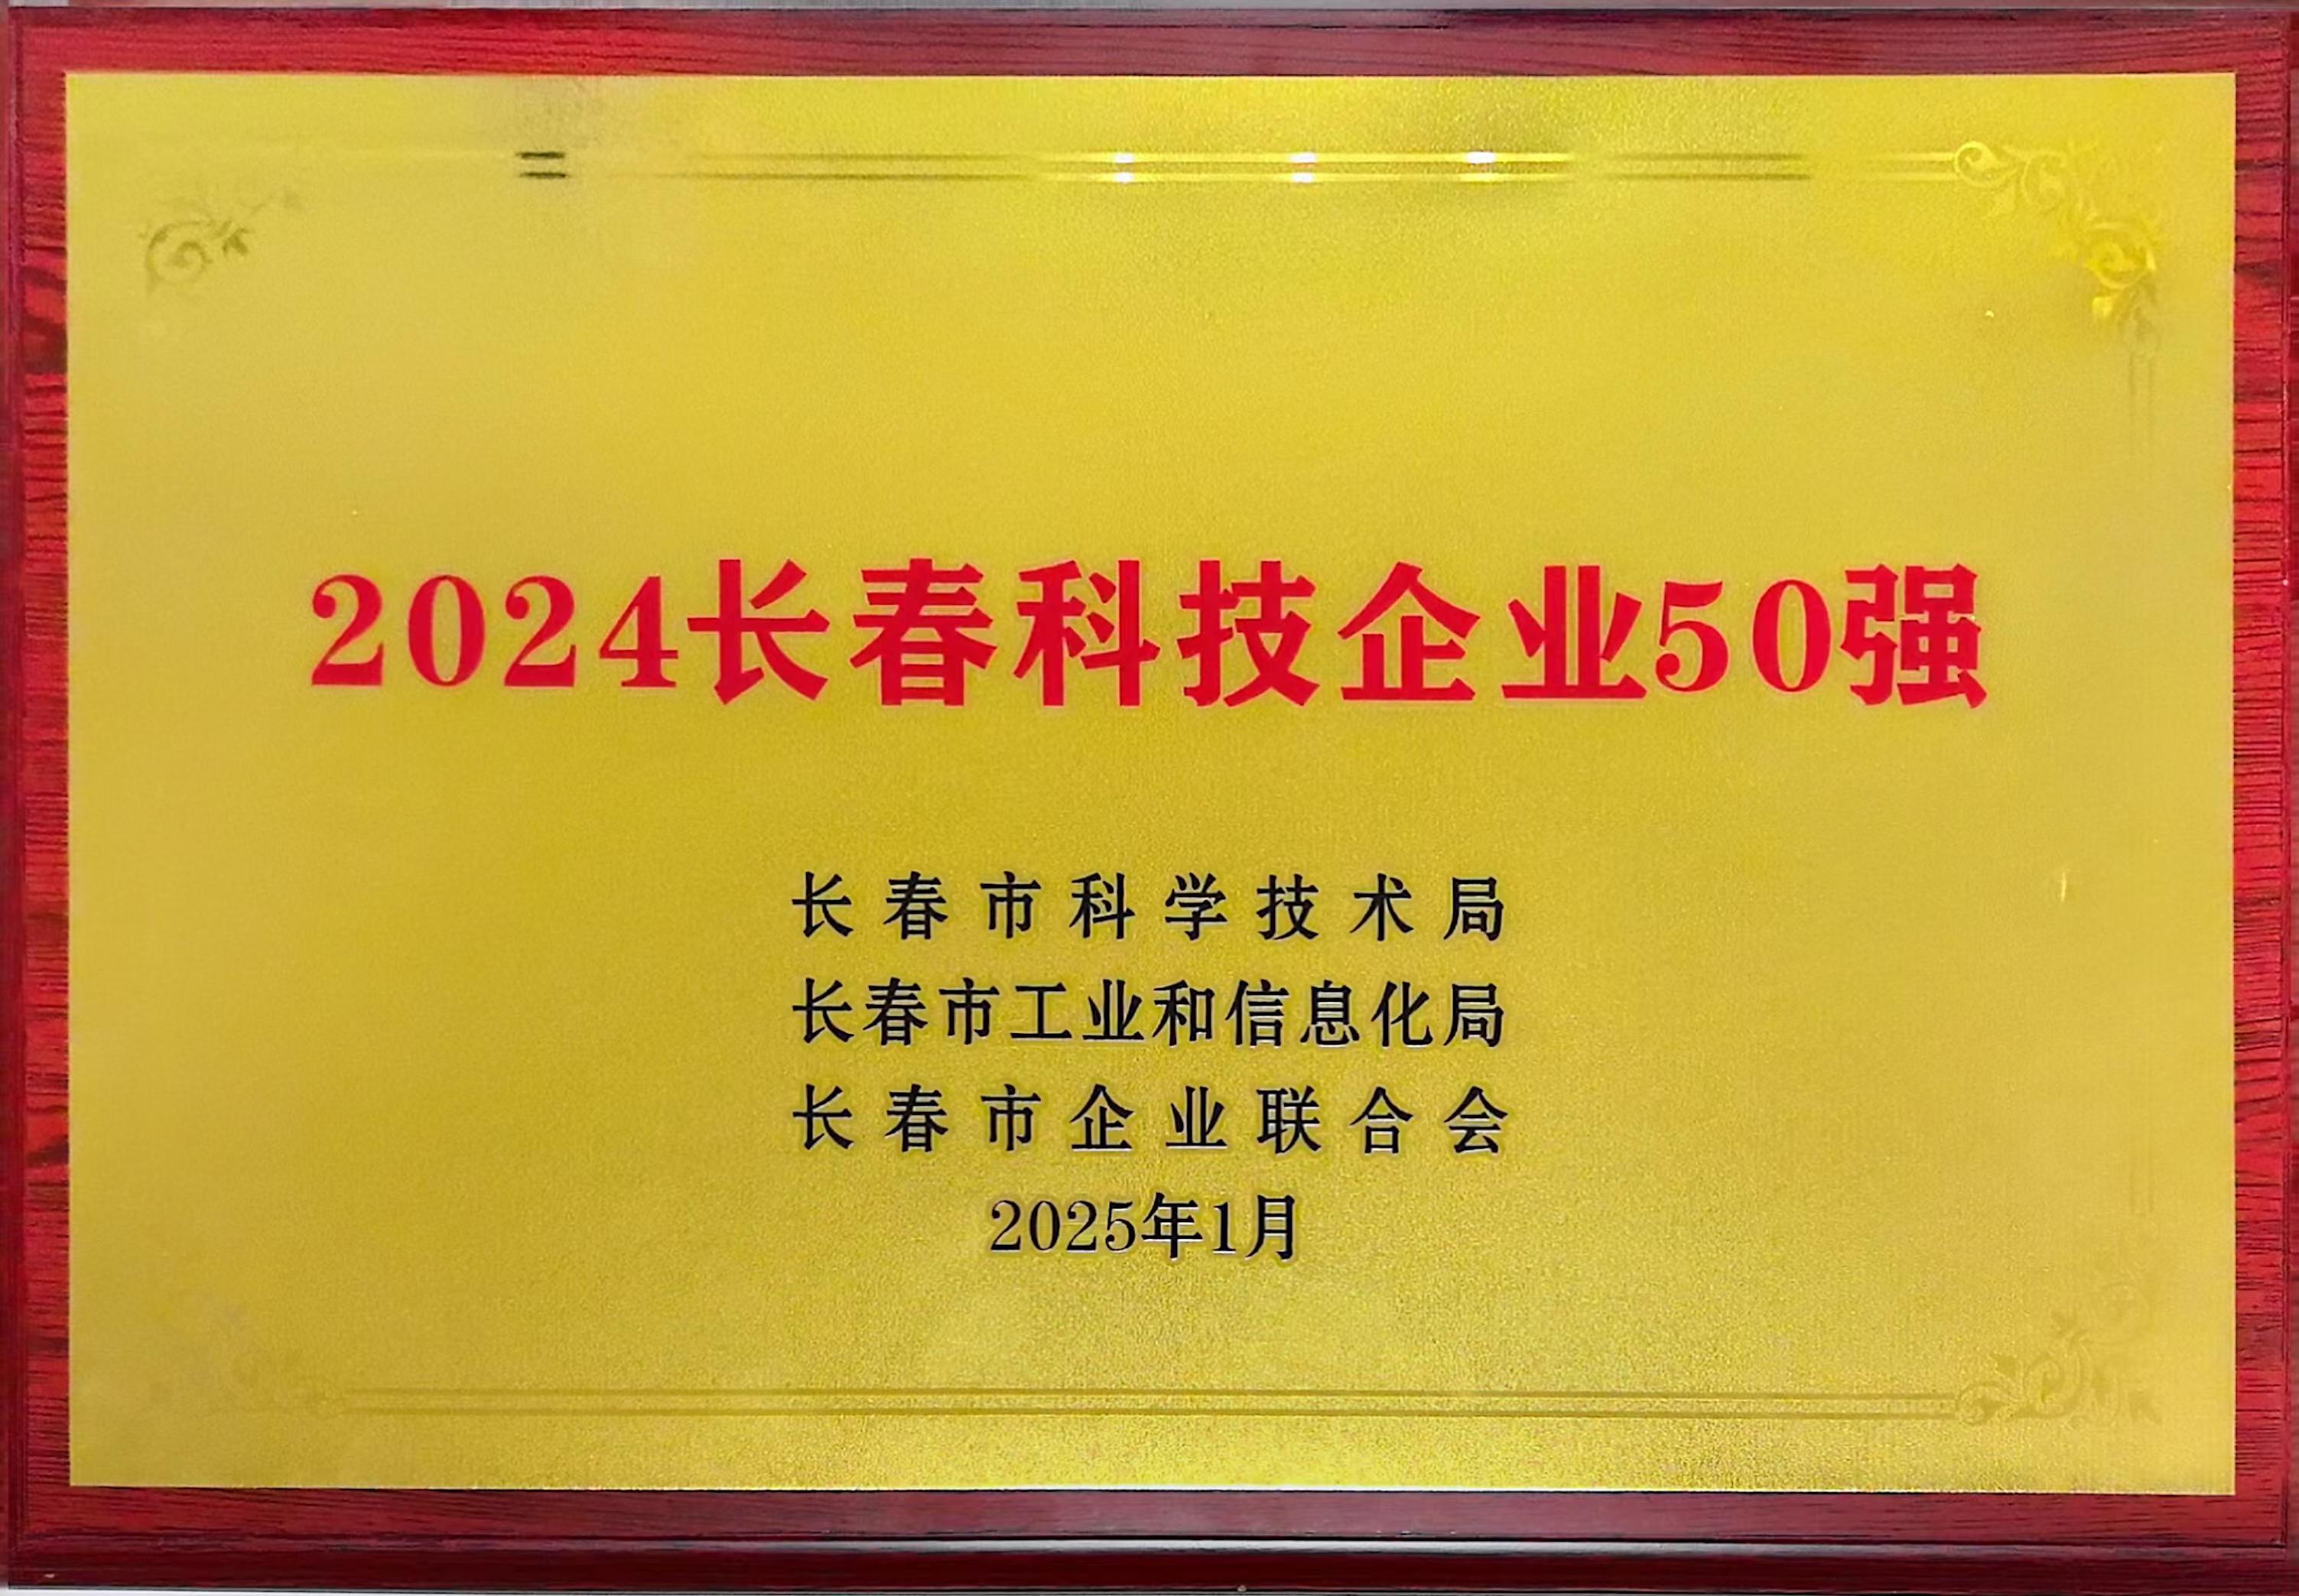 2024长春科技企业50强
长春市科学技术局
长春市工业和信息化局
长春市企业联合会
2025年1月